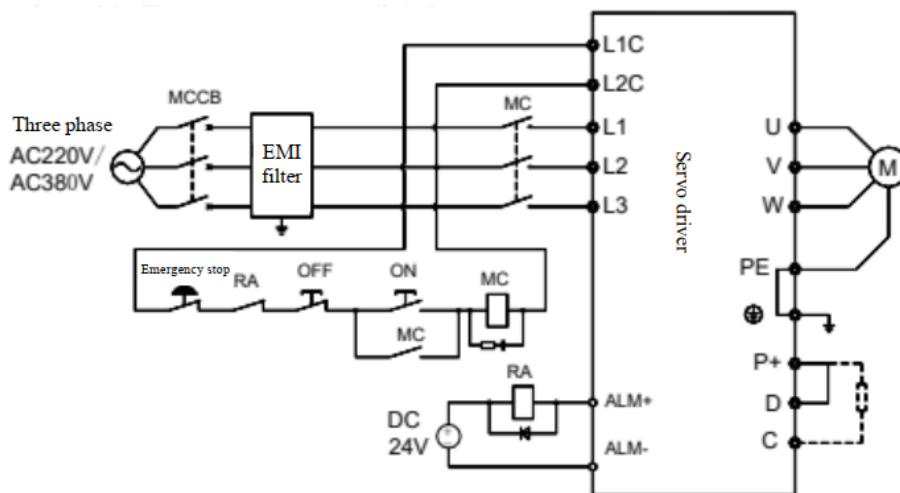 L1C
L2C
MCCB
MC
Three phase
AC220V/
AC380V
EMI
filter
L1
L2
L3
Servo driver
U
V
W
M
PE
Emergency stop
RA
OFF
ON
MC
MC
P+
D
C
RA
DC
24V
ALM+
ALM-